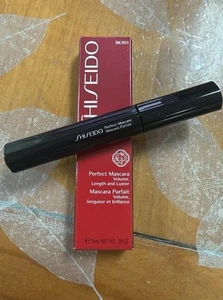 BK901
SHISEIDO
SHISEIDO
Perfect Mascara
Mascara Parfait
Perfect Mascara
Volume,
Length and Luster
Mascara Parfait
Volume,
longueur et brillance